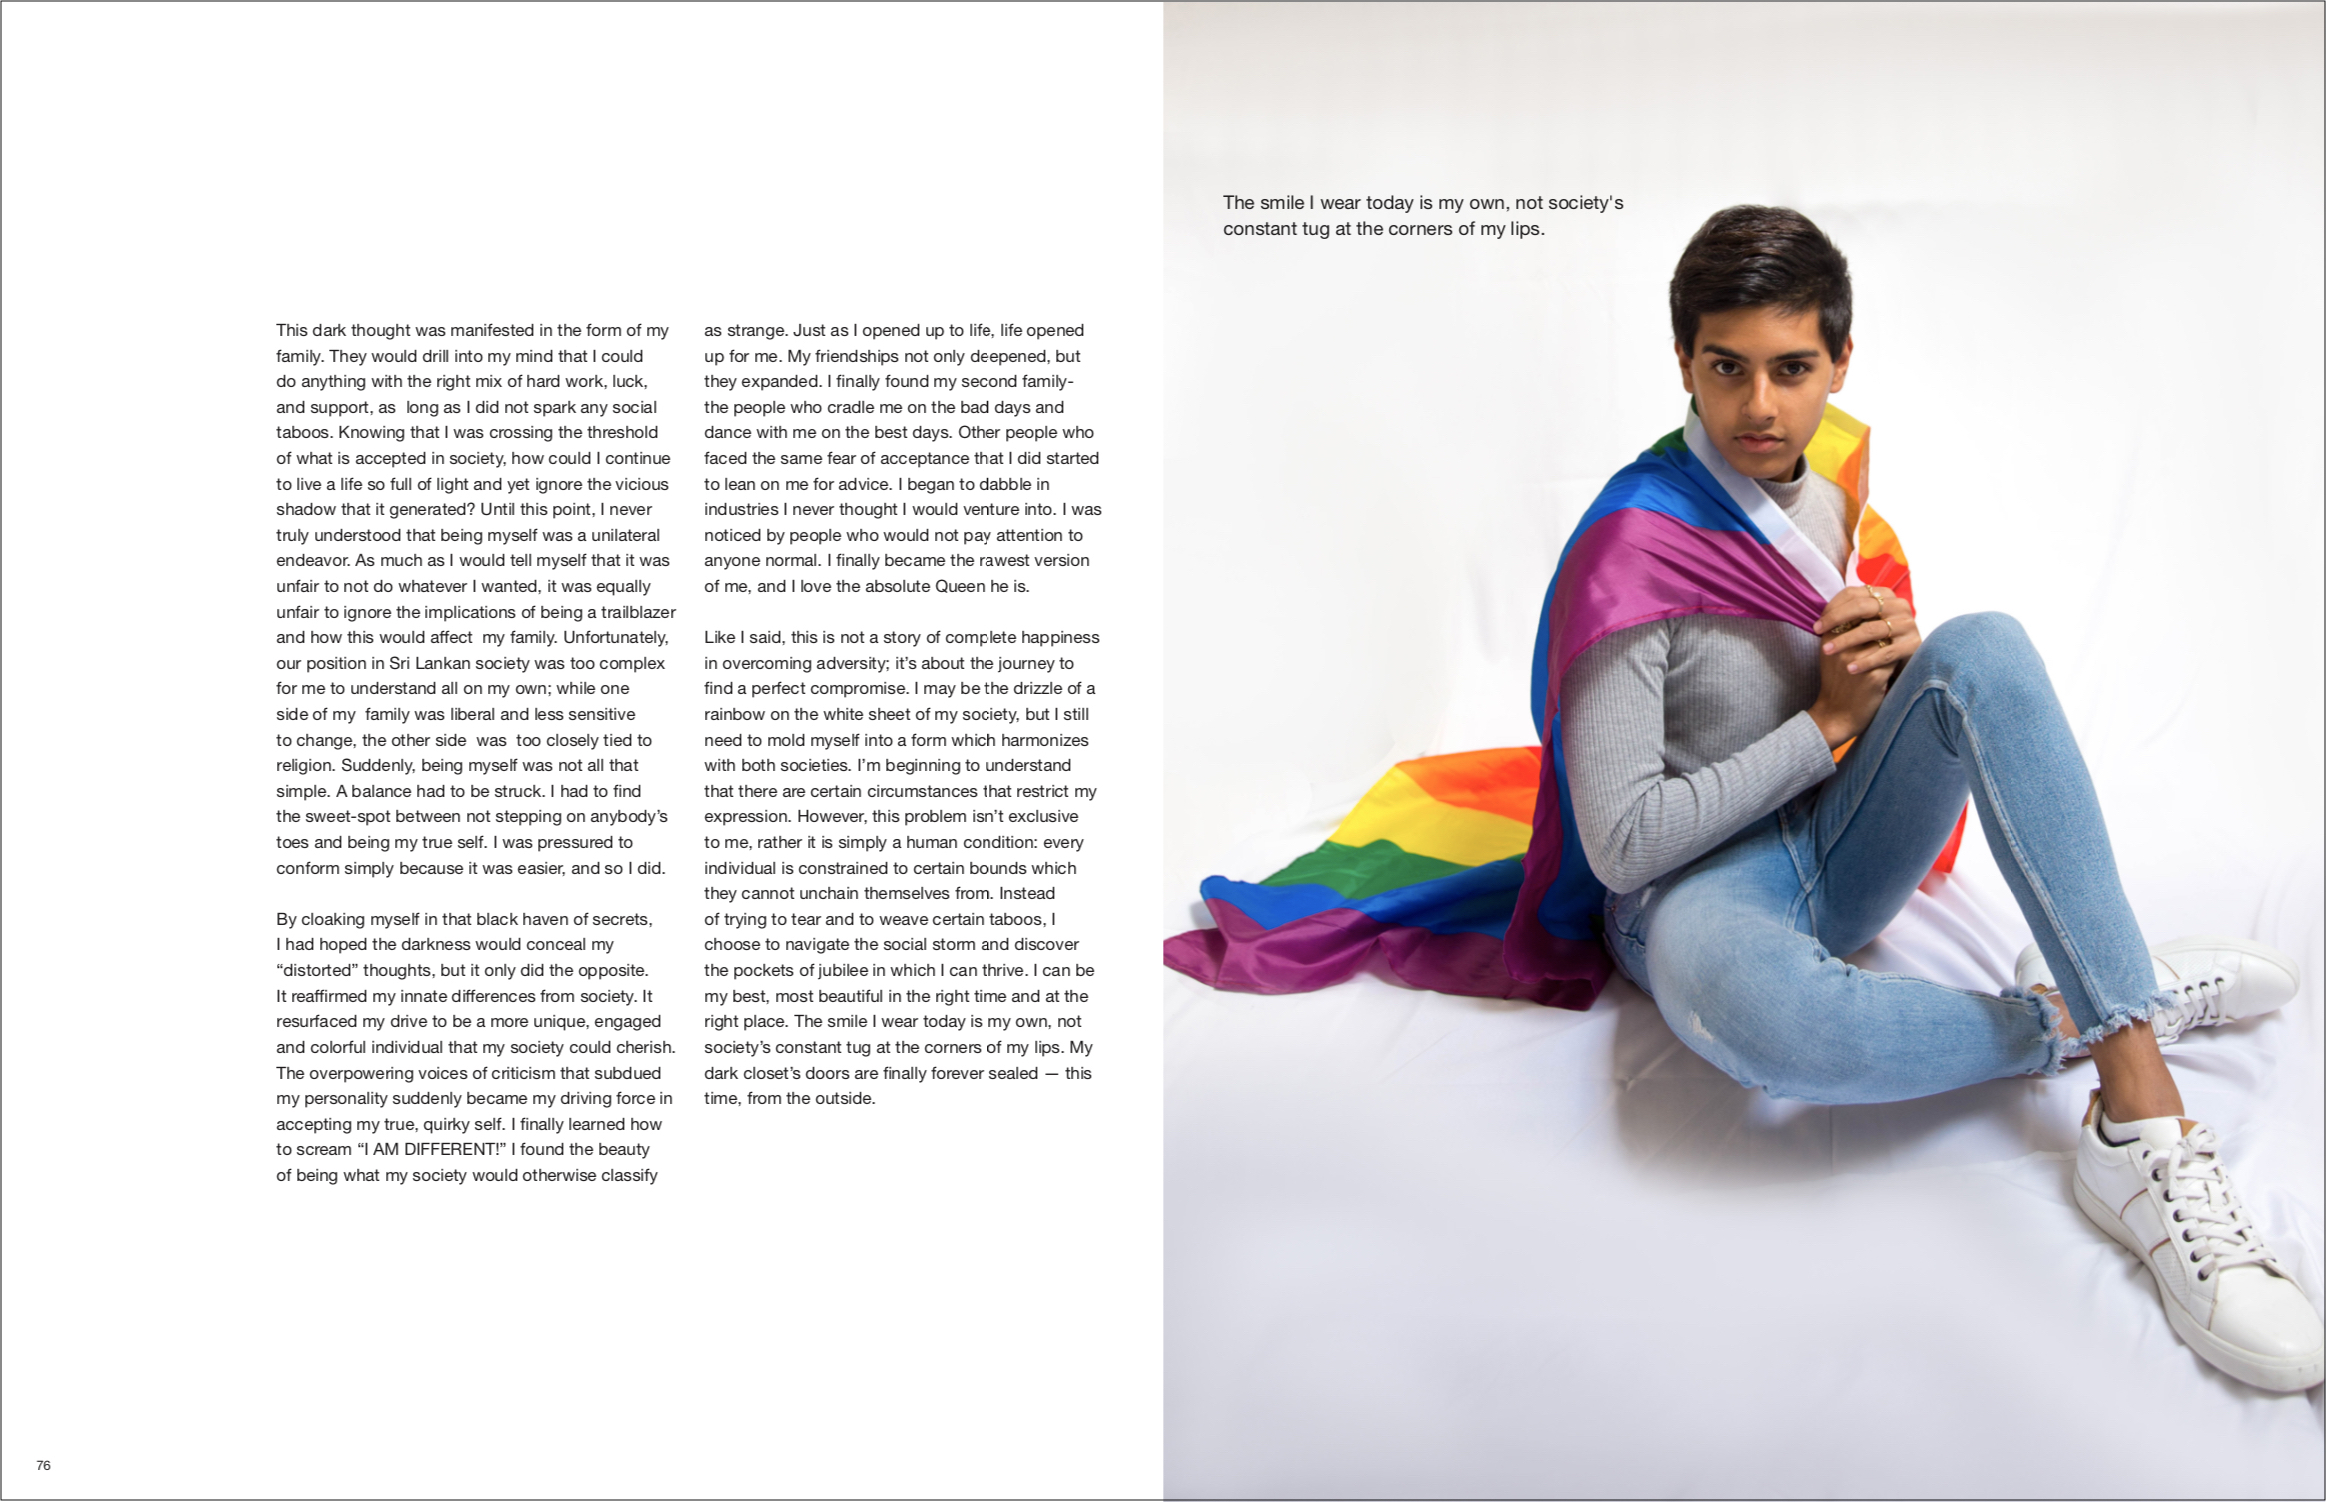 This dark thought was manifested in the form of my
family. They would drill into my mind that I could
do anything with the right mix of hard work, luck,
and support, as  long as I did not spark any social
taboos. Knowing that I was crossing the threshold
of what is accepted in society, how could I continue
to live a life so full of light and yet ignore the vicious
shadow that it generated? Until this point, I never
truly understood that being myself was a unilateral
endeavor. As much as I would tell myself that it was
unfair to not do whatever I wanted, it was equally
unfair to ignore the implications of being a trailblazer
and how this would affect  my family. Unfortunately,
our position in Sri Lankan society was too complex
for me to understand all on my own; while one
side of my  family was liberal and less sensitive
to change, the other side  was  too closely tied to
religion. Suddenly, being myself was not all that
simple. A balance had to be struck. I had to find
the sweet-spot between not stepping on anybody’s
toes and being my true self. I was pressured to
conform simply because it was easier, and so I did.
By cloaking myself in that black haven of secrets,
I had hoped the darkness would conceal my
“distorted” thoughts, but it only did the opposite.
It reaffirmed my innate differences from society. It
resurfaced my drive to be a more unique, engaged
and colorful individual that my society could cherish.
The overpowering voices of criticism that subdued
my personality suddenly became my driving force in
accepting my true, quirky self. I finally learned how
to scream “I AM DIFFERENT!” I found the beauty
of being what my society would otherwise classify
as strange. Just as I opened up to life, life opened
up for me. My friendships not only deepened, but
they expanded. I finally found my second family-
the people who cradle me on the bad days and
dance with me on the best days. Other people who
faced the same fear of acceptance that I did started
to lean on me for advice. I began to dabble in
industries I never thought I would venture into. I was
noticed by people who would not pay attention to
anyone normal. I finally became the rawest version
of me, and I love the absolute Queen he is.
Like I said, this is not a story of complete happiness
in overcoming adversity; it’s about the journey to
find a perfect compromise. I may be the drizzle of a
rainbow on the white sheet of my society, but I still
need to mold myself into a form which harmonizes
with both societies. I’m beginning to understand
that there are certain circumstances that restrict my
expression. However, this problem isn’t exclusive
to me, rather it is simply a human condition: every
individual is constrained to certain bounds which
they cannot unchain themselves from. Instead
of trying to tear and to weave certain taboos, I
choose to navigate the social storm and discover
the pockets of jubilee in which I can thrive. I can be
my best, most beautiful in the right time and at the
right place. The smile I wear today is my own, not
society’s constant tug at the corners of my lips. My
dark closet’s doors are finally forever sealed — this
time, from the outside.
76
The smile I wear today is my own, not society's
constant tug at the corners of my lips.